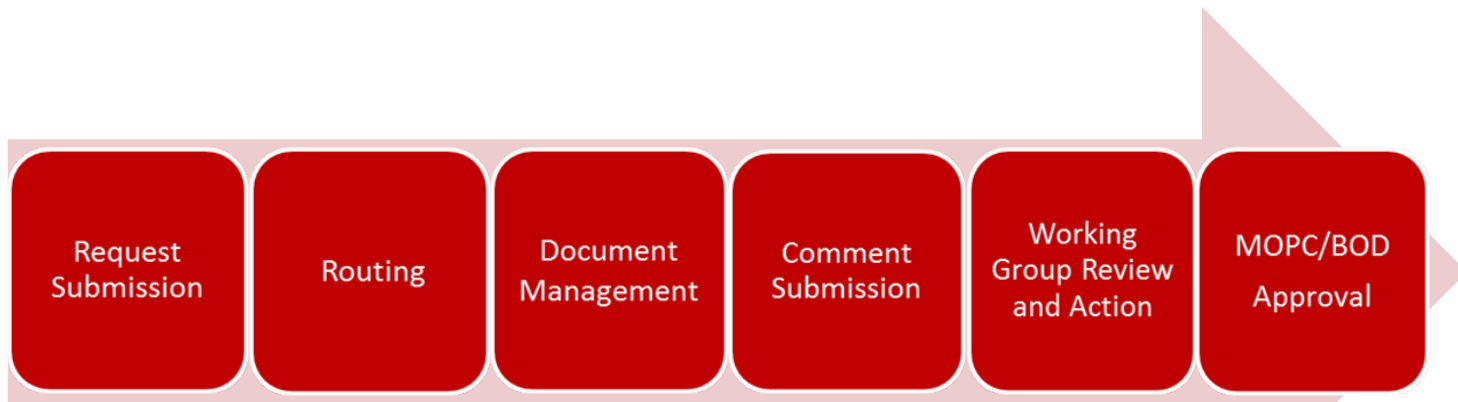 Request
Submission
Routing
Document
Management
Comment
Submission
Working
Group Review
and Action
MOPC/BOD
Approval